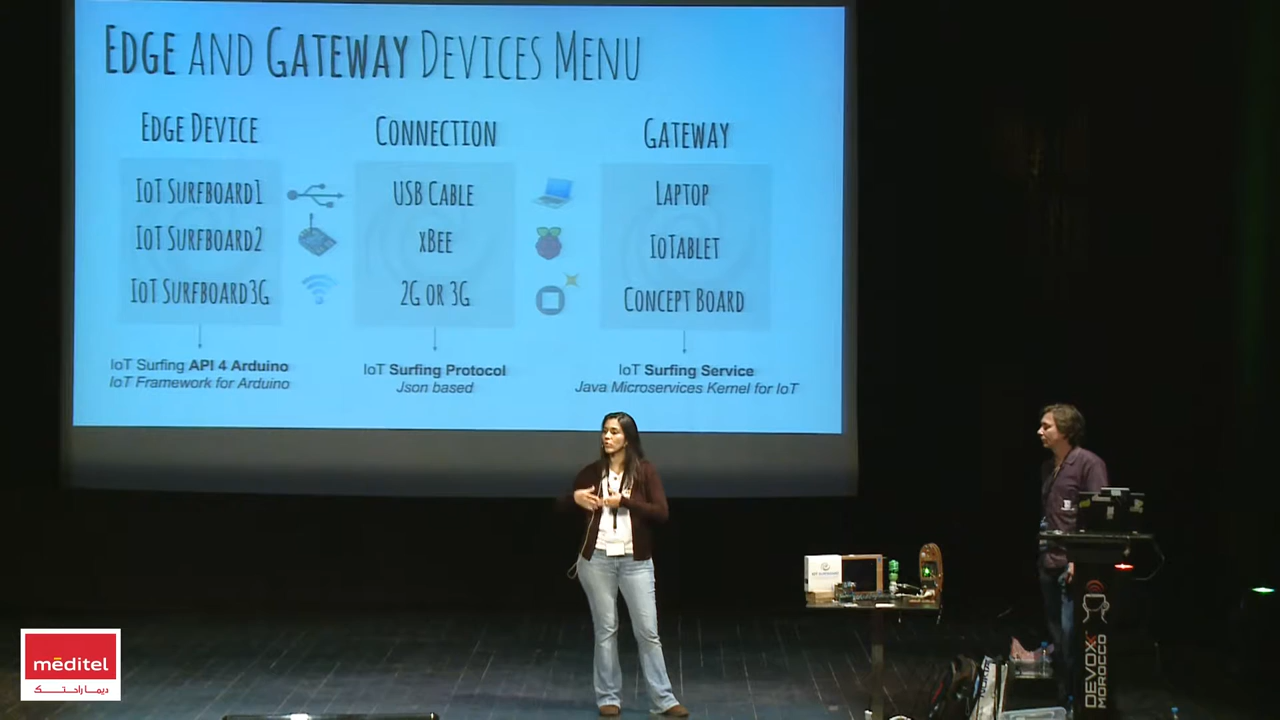 EDGE AND GATEWAY DEVICES MENU
EDGE DEVICE
IOT SURFBOARD1
IOT SURFBOARD2
IOT SURFBOARD3G
IoT Surfing API 4 Arduino
IoT Framework for Arduino
CONNECTION
USB CABLE
XBEE
2G OR 3G
IoT Surfing Protocol
Json based
GATEWAY
LAPTOP
IOTABLET
CONCEPT BOARD
IoT Surfing Service
Java Microservices Kernel for IoT
méditel
ديما راحتك
DEVOXX
MOROCCO